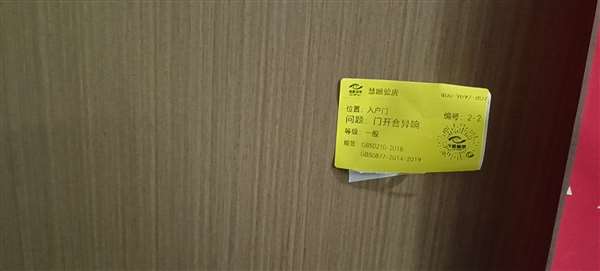 慧眼验房
位置：入户门
编号：2-2
问题：门开合异响
等级：一般
规范：GB50210-2018
GB50877-2014-2019